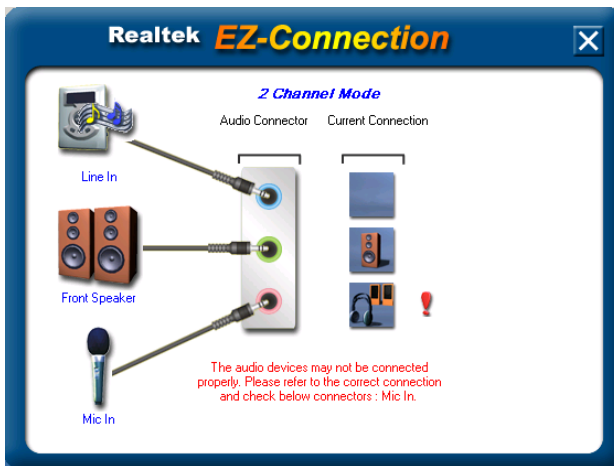 Realtek EZ-Connection
2 Channel Mode
Audio Connector Current Connection
Line In
Front Speaker
Mic In
The audio devices may not be connected
properly. Please refer to the correct connection
and check below connectors : Mic In.